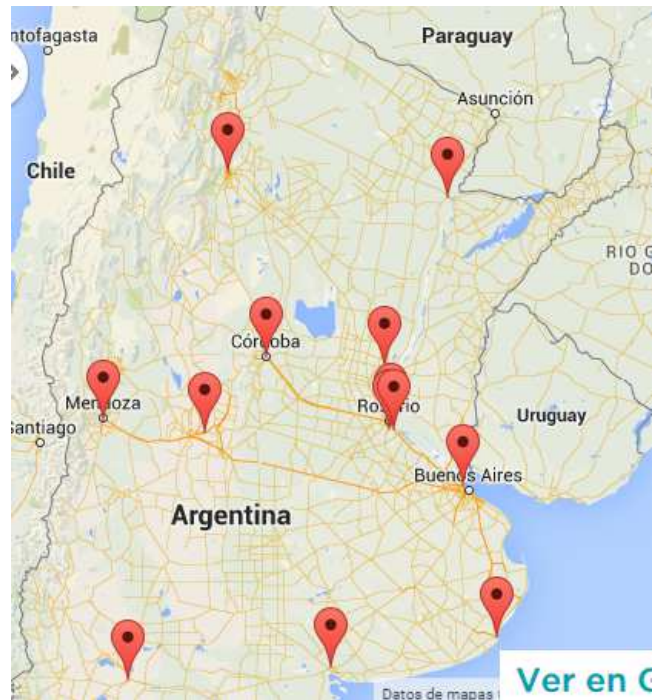 ntofagasta
Paraguay
Asunción
Chile
RIO G
DO
Córdoba
Mendoza
Rosario
Santiago
Uruguay
Buenos Aires
Argentina
Datos de mapas
Ver en G